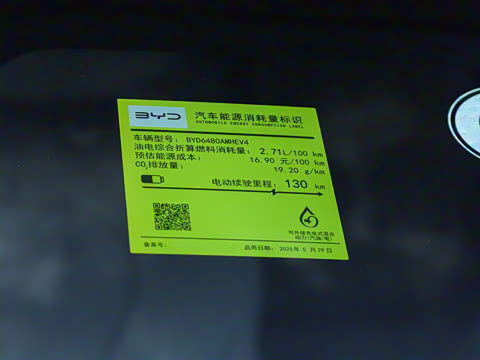 BYD 汽车能源消耗量标识
AUTOMOBILE ENERGY CONSUMPTION LABEL
车辆型号： BYD6480AMHEV4
油电综合折算燃料消耗量： 2.71L/100 km
预估能源成本： 16.90 元/100 km
CO₂排放量： 19.20 g/km
电动续驶里程： 130 km
可外接充电式混合
动力(汽油/电)
备案号： 启用日期： 2025 年 5 月 29 日